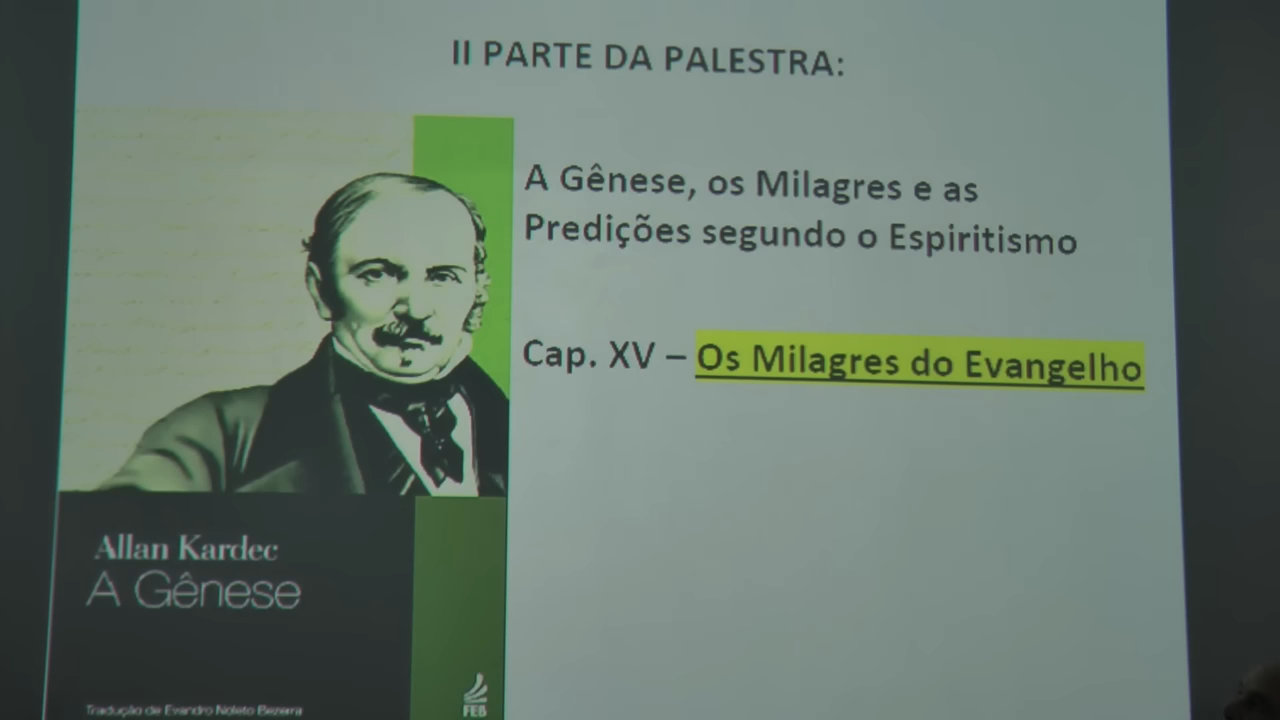 II PARTE DA PALESTRA:
A Gênese, os Milagres e as
Predições segundo o Espiritismo
Cap. XV – Os Milagres do Evangelho
Allan Kardec
A Gênese
Tradução de Evandro Noleto Bezerra
FEB